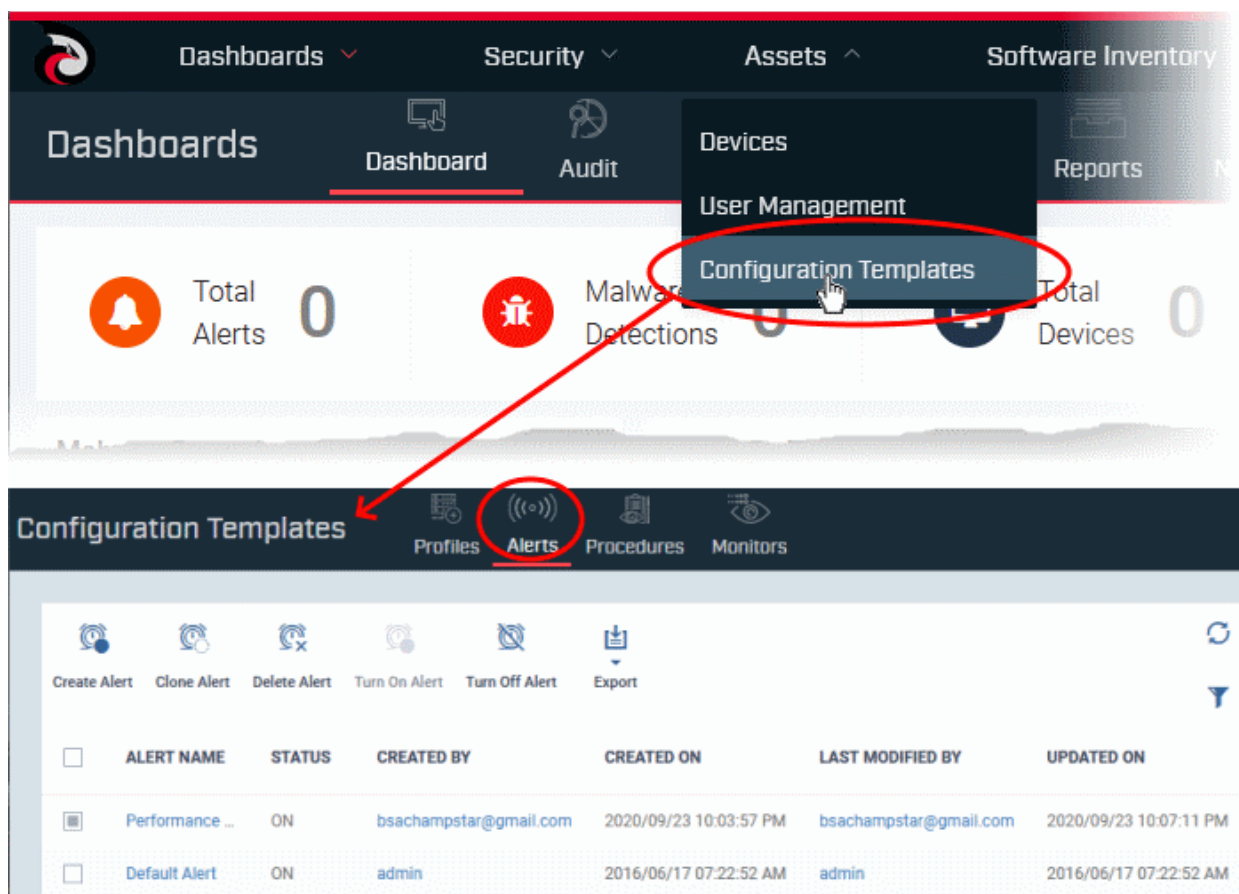 Dashboards Security Assets Software Inventory
Dashboards Dashboard Audit Reports
Devices
User Management
Configuration Templates
Total Alerts 0
Malware Detections 0
Total Devices 0
Configuration Templates Profiles Alerts Procedures Monitors
Create Alert Clone Alert Delete Alert Turn On Alert Turn Off Alert Export
ALERT NAME STATUS CREATED BY CREATED ON LAST MODIFIED BY UPDATED ON
Performance ... ON bsachampstar@gmail.com 2020/09/23 10:03:57 PM bsachampstar@gmail.com 2020/09/23 10:07:11 PM
Default Alert ON admin 2016/06/17 07:22:52 AM admin 2016/06/17 07:22:52 AM